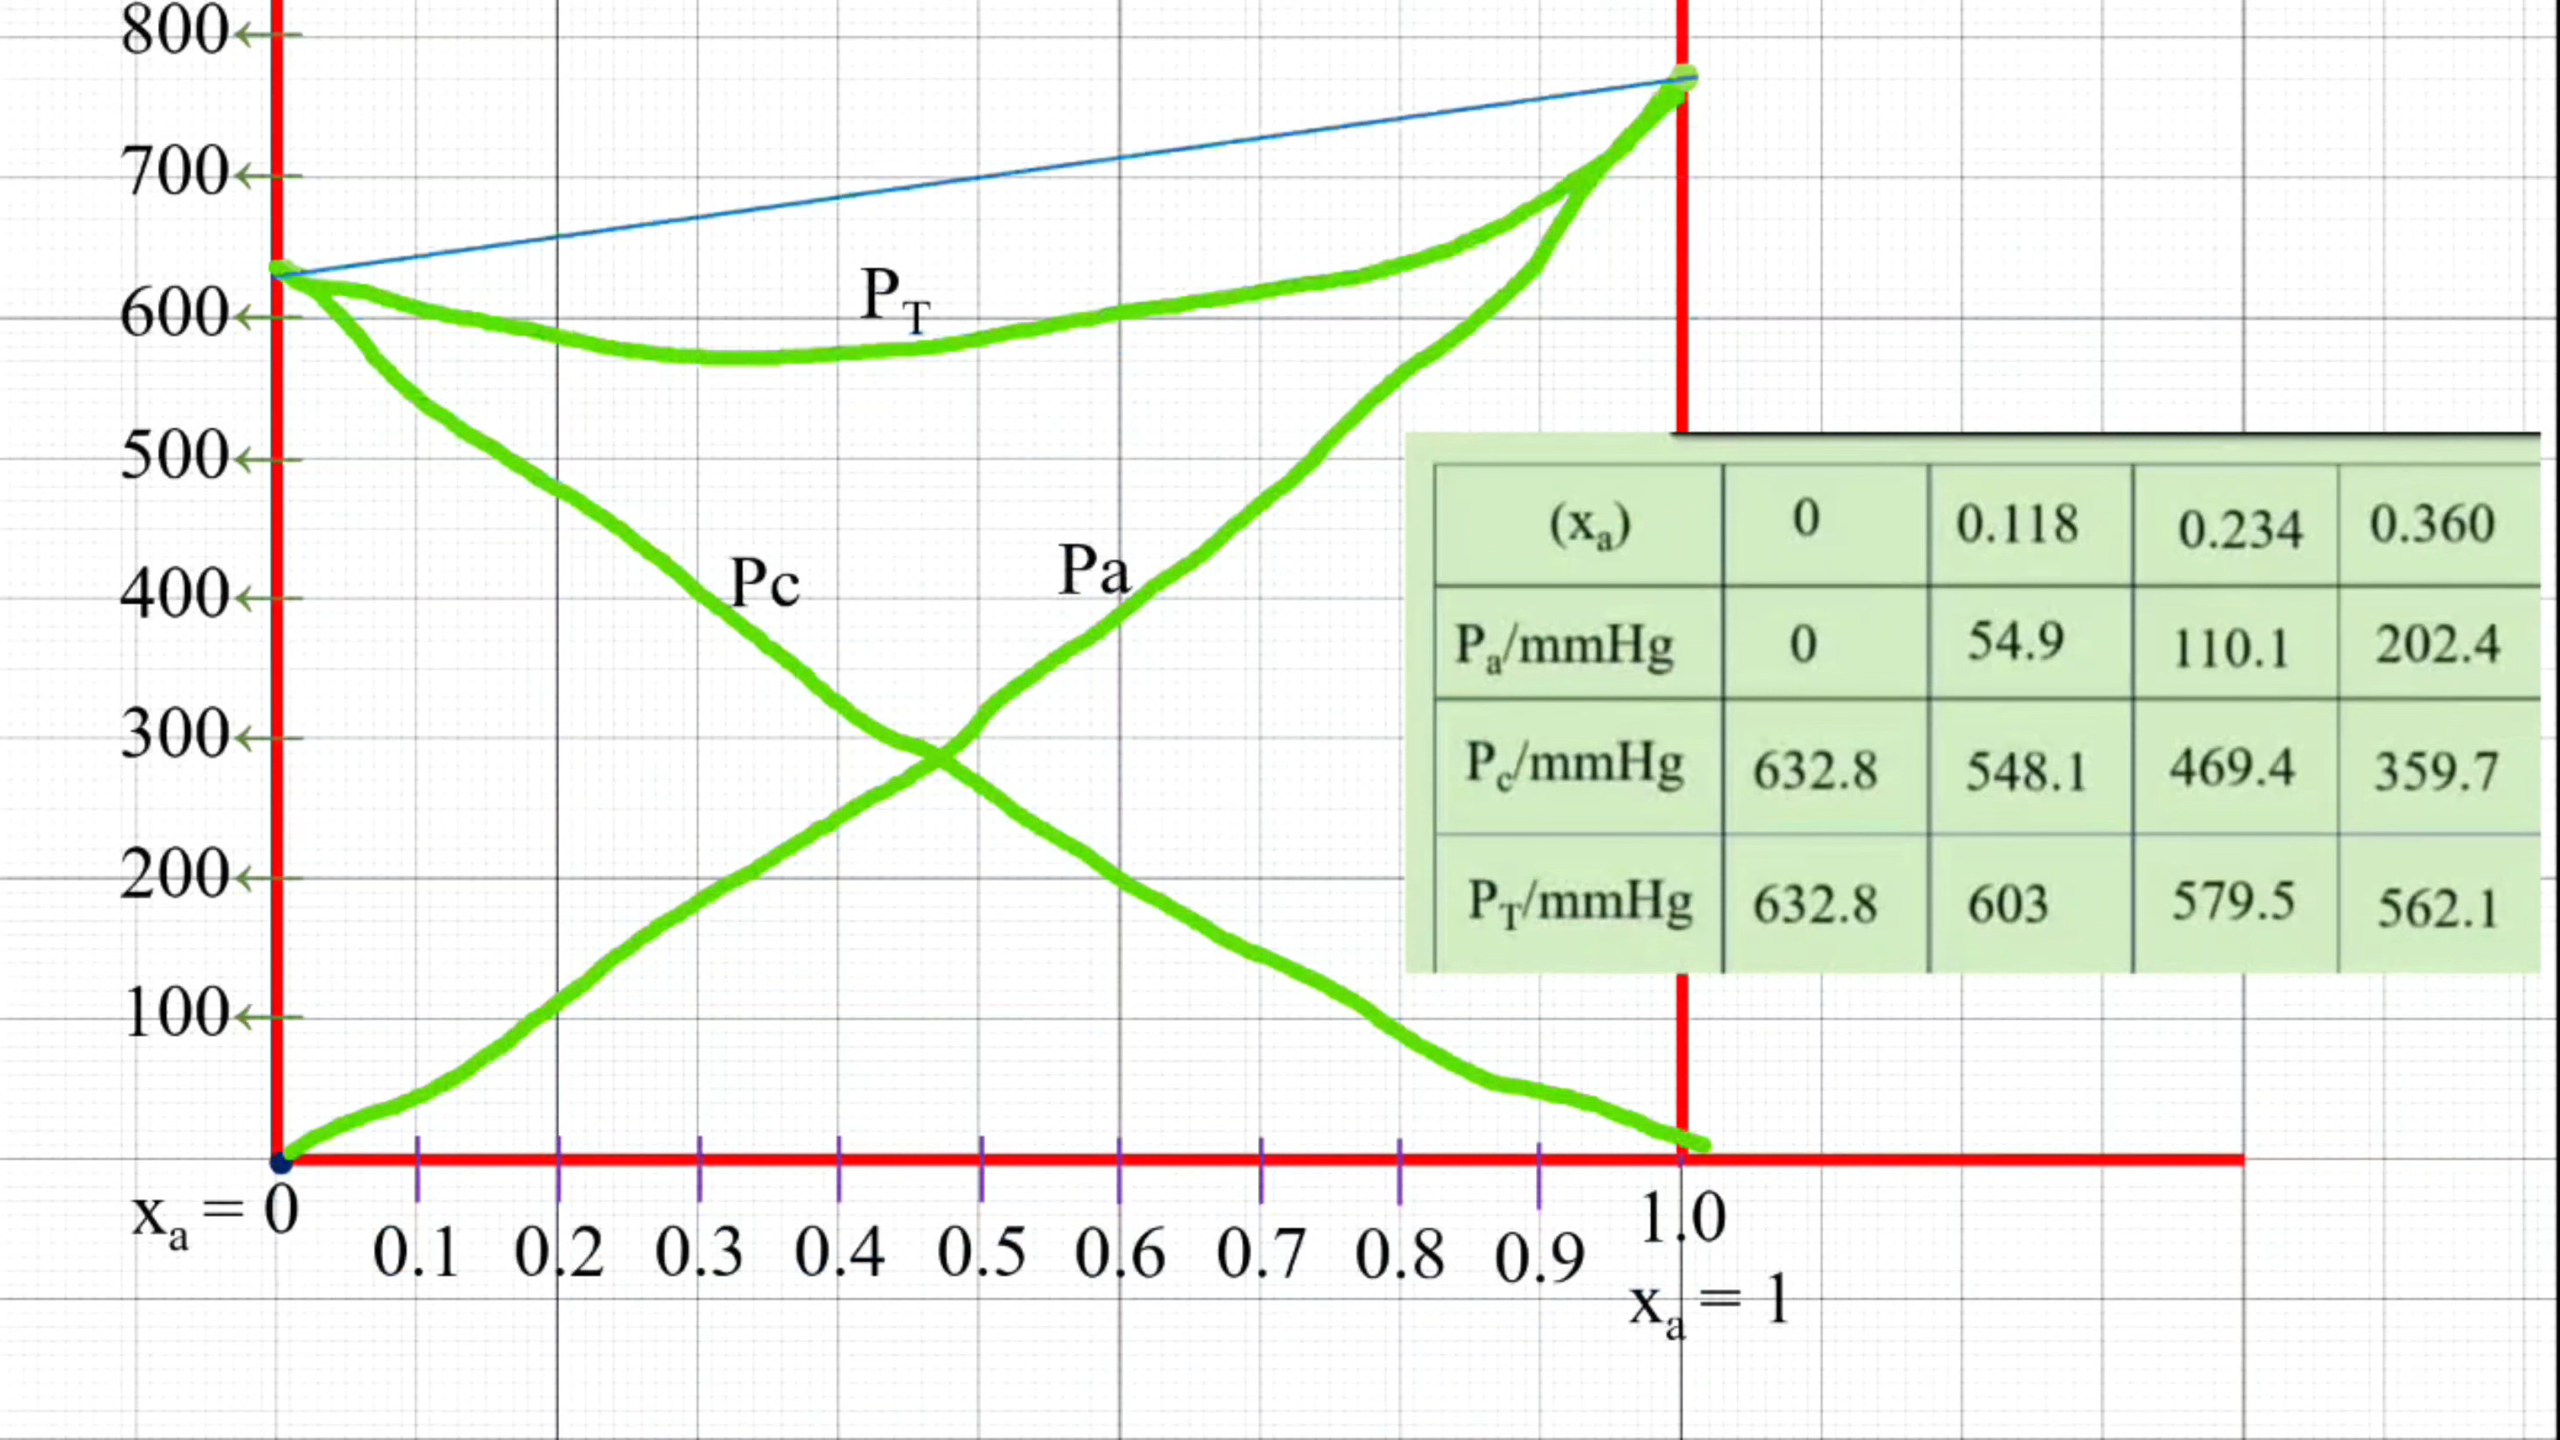 800
700
600
500
400
300
200
100
P_T
Pc
Pa
(x_a) 0 0.118 0.234 0.360
P_a/mmHg 0 54.9 110.1 202.4
P_c/mmHg 632.8 548.1 469.4 359.7
P_T/mmHg 632.8 603 579.5 562.1
x_a = 0
0.1 0.2 0.3 0.4 0.5 0.6 0.7 0.8 0.9 1.0
x_a = 1